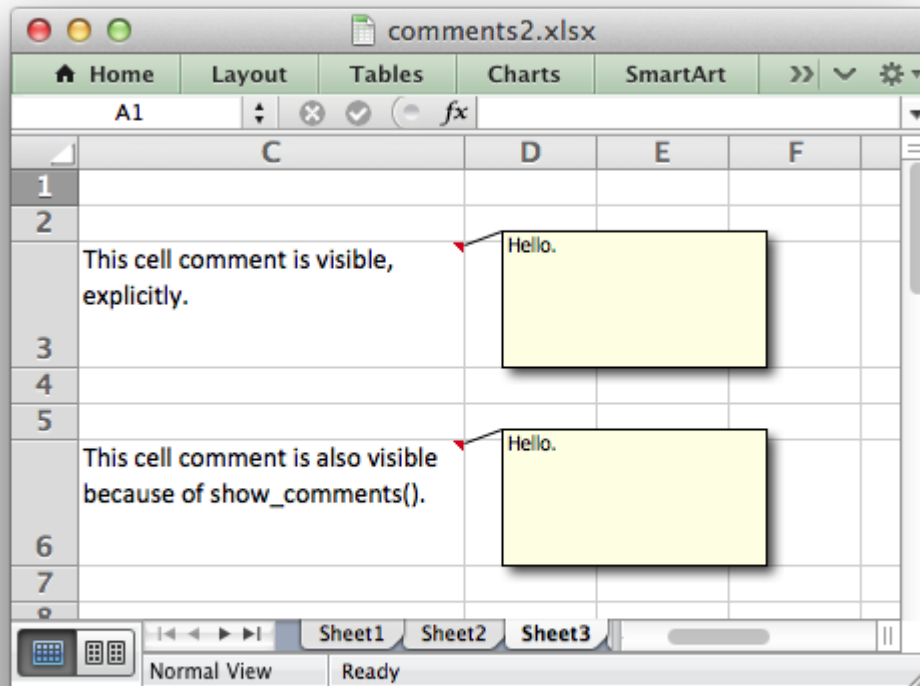 comments2.xlsx
Home Layout Tables Charts SmartArt
A1 fx
C D E F
1
2
This cell comment is visible, Hello.
explicitly.
3
4
5
This cell comment is also visible Hello.
because of show_comments().
6
7
8
Sheet1 Sheet2 Sheet3
Normal View Ready